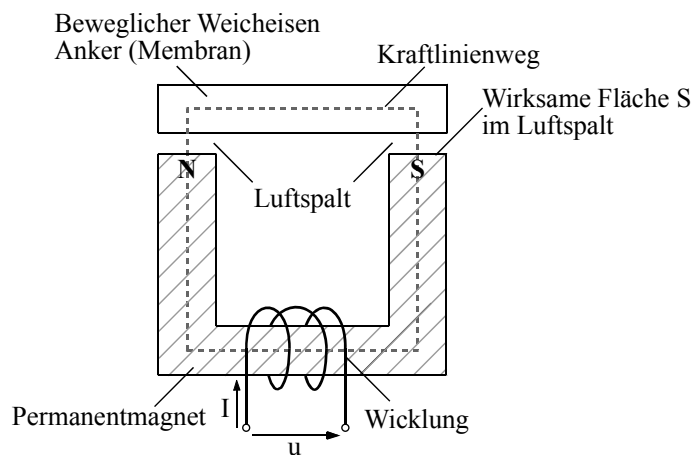 Beweglicher Weicheisen
Anker (Membran)
Kraftlinienweg
Wirksame Fläche S
im Luftspalt
N
S
Luftspalt
Permanentmagnet
I
Wicklung
u